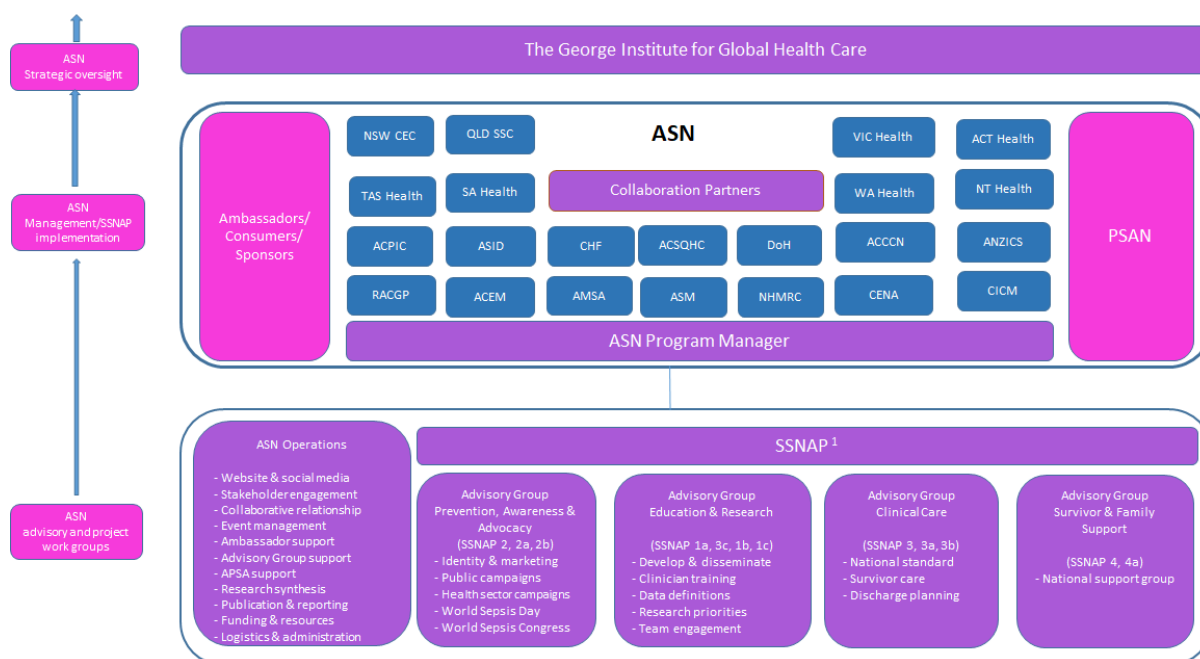 ASN
Strategic oversight
The George Institute for Global Health Care
ASN
Management/SSNAP
implementation
Ambassadors/
Consumers/
Sponsors
ASN
NSW CEC
QLD SSC
VIC Health
ACT Health
TAS Health
SA Health
Collaboration Partners
WA Health
NT Health
ACPIC
ASID
CHF
ACSQHC
DoH
ACCCN
ANZICS
RACGP
ACEM
AMSA
ASM
NHMRC
CENA
CICM
ASN Program Manager
PSAN
ASN
advisory and project
work groups
ASN Operations
- Website & social media
- Stakeholder engagement
- Collaborative relationship
- Event management
- Ambassador support
- Advisory Group support
- APSA support
- Research synthesis
- Publication & reporting
- Funding & resources
- Logistics & administration
SSNAP 1
Advisory Group
Prevention, Awareness &
Advocacy
(SSNAP 2, 2a, 2b)
- Identity & marketing
- Public campaigns
- Health sector campaigns
- World Sepsis Day
- World Sepsis Congress
Advisory Group
Education & Research
(SSNAP 1a, 3c, 1b, 1c)
- Develop & disseminate
- Clinician training
- Data definitions
- Research priorities
- Team engagement
Advisory Group
Clinical Care
(SSNAP 3, 3a, 3b)
- National standard
- Survivor care
- Discharge planning
Advisory Group
Survivor & Family
Support
(SSNAP 4, 4a)
- National support group